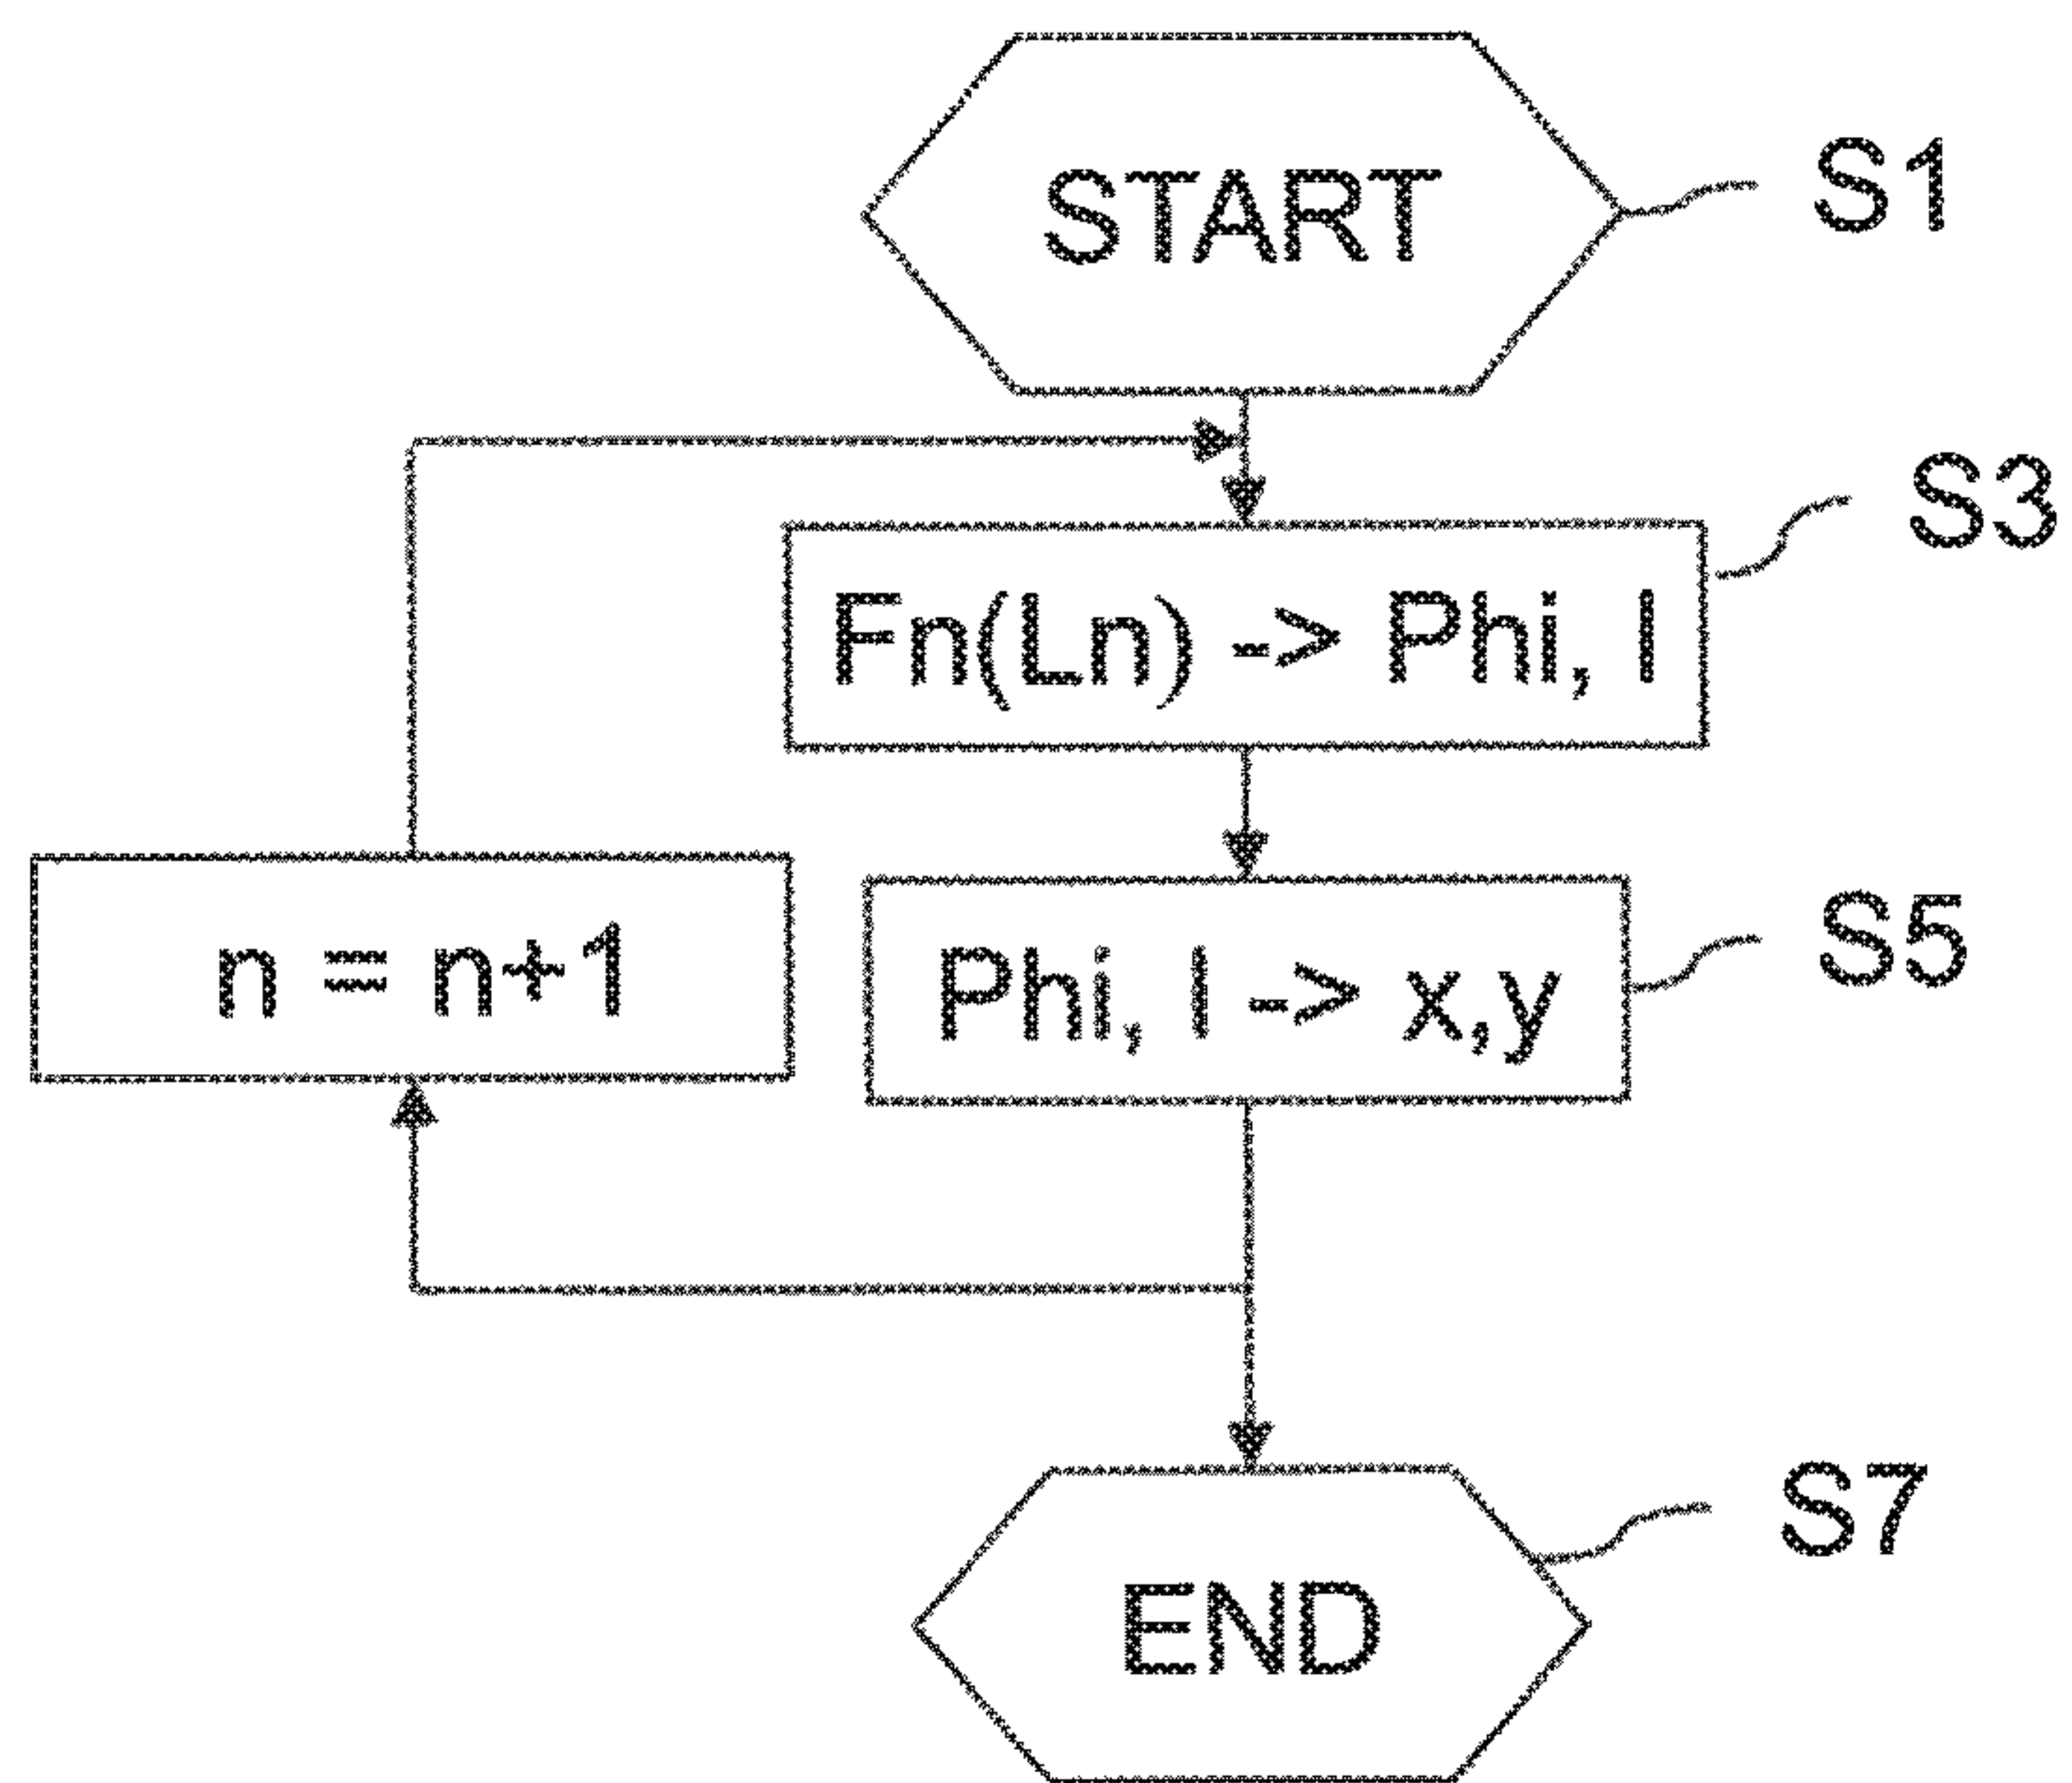 START
S1
S3
Fn(Ln) -> Phi, l
n = n+1
Phi, l -> x,y
S5
S7
END